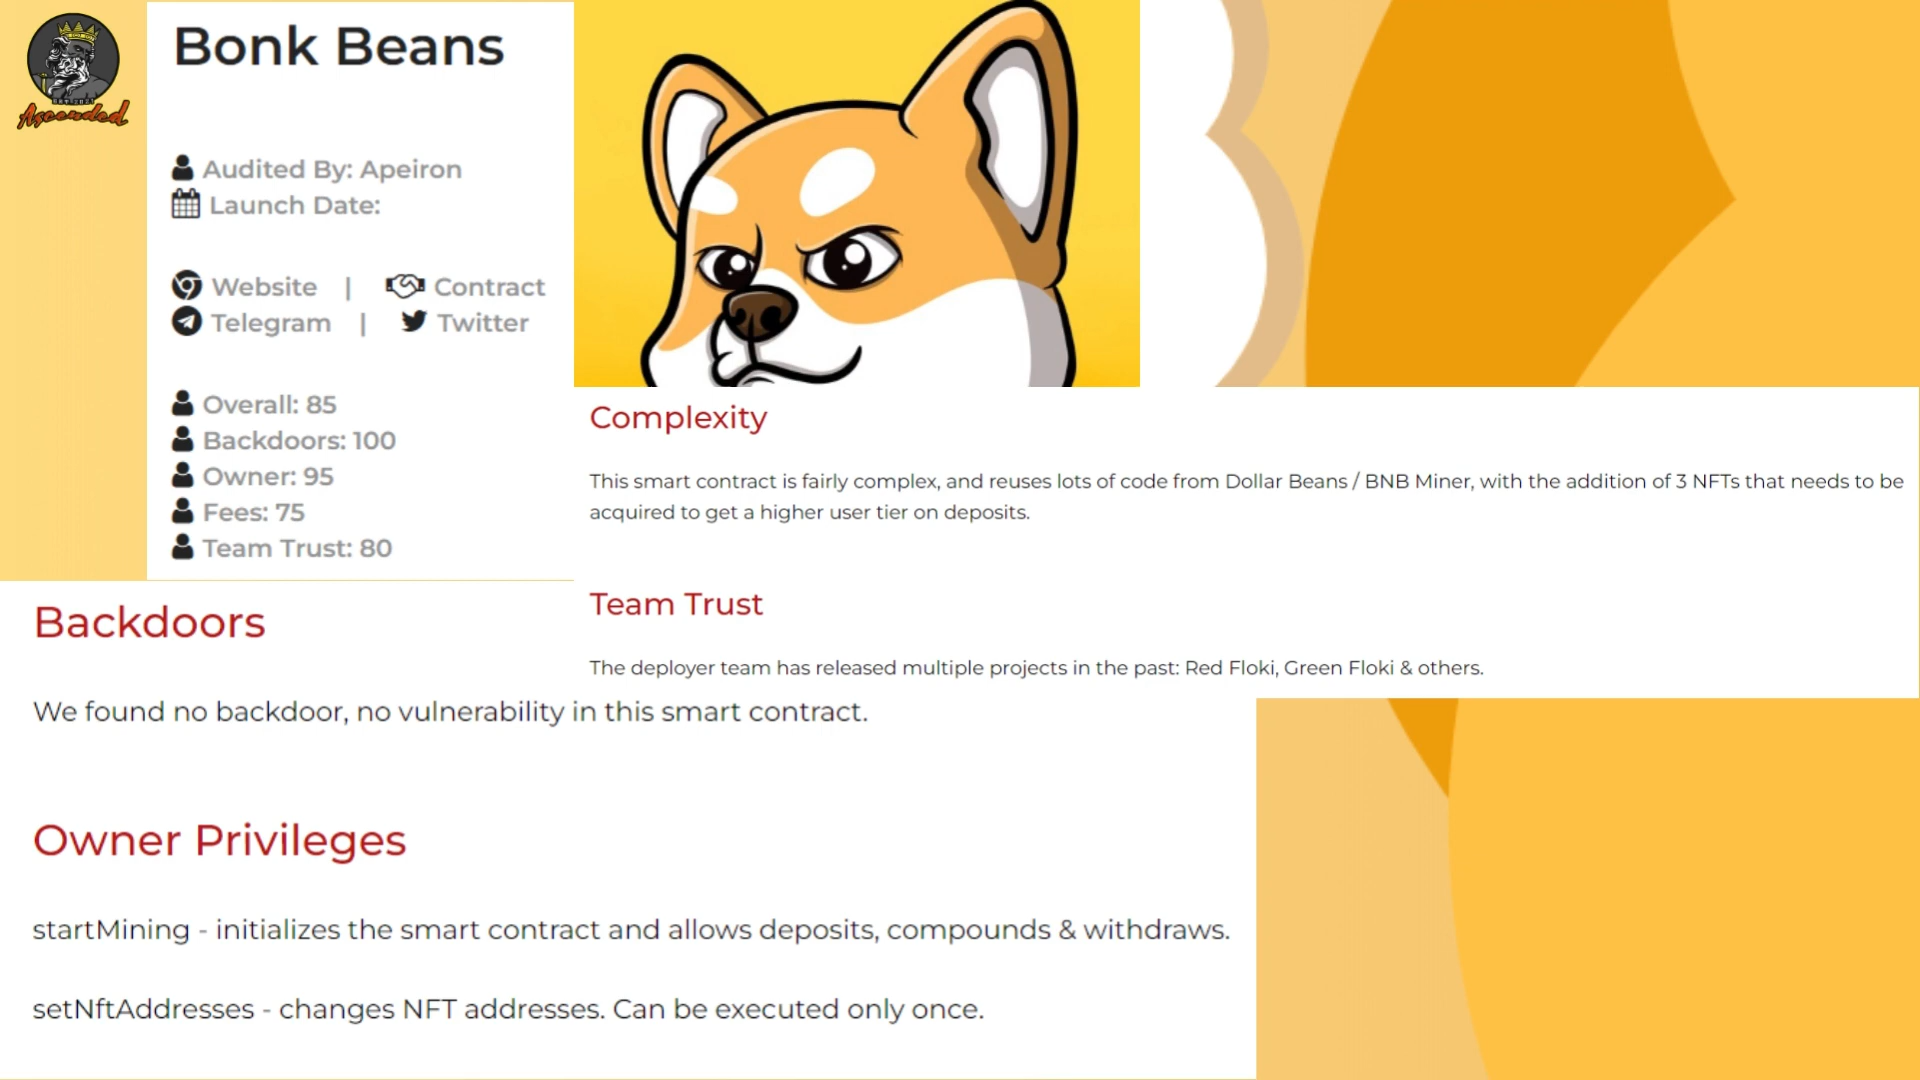 EST. 2021
Ascended
Bonk Beans
Audited By: Apeiron
Launch Date:
Website | Contract
Telegram | Twitter
Overall: 85
Backdoors: 100
Owner: 95
Fees: 75
Team Trust: 80
Complexity
This smart contract is fairly complex, and reuses lots of code from Dollar Beans / BNB Miner, with the addition of 3 NFTs that needs to be
acquired to get a higher user tier on deposits.
Team Trust
The deployer team has released multiple projects in the past: Red Floki, Green Floki & others.
Backdoors
We found no backdoor, no vulnerability in this smart contract.
Owner Privileges
startMining - initializes the smart contract and allows deposits, compounds & withdraws.
setNftAddresses - changes NFT addresses. Can be executed only once.